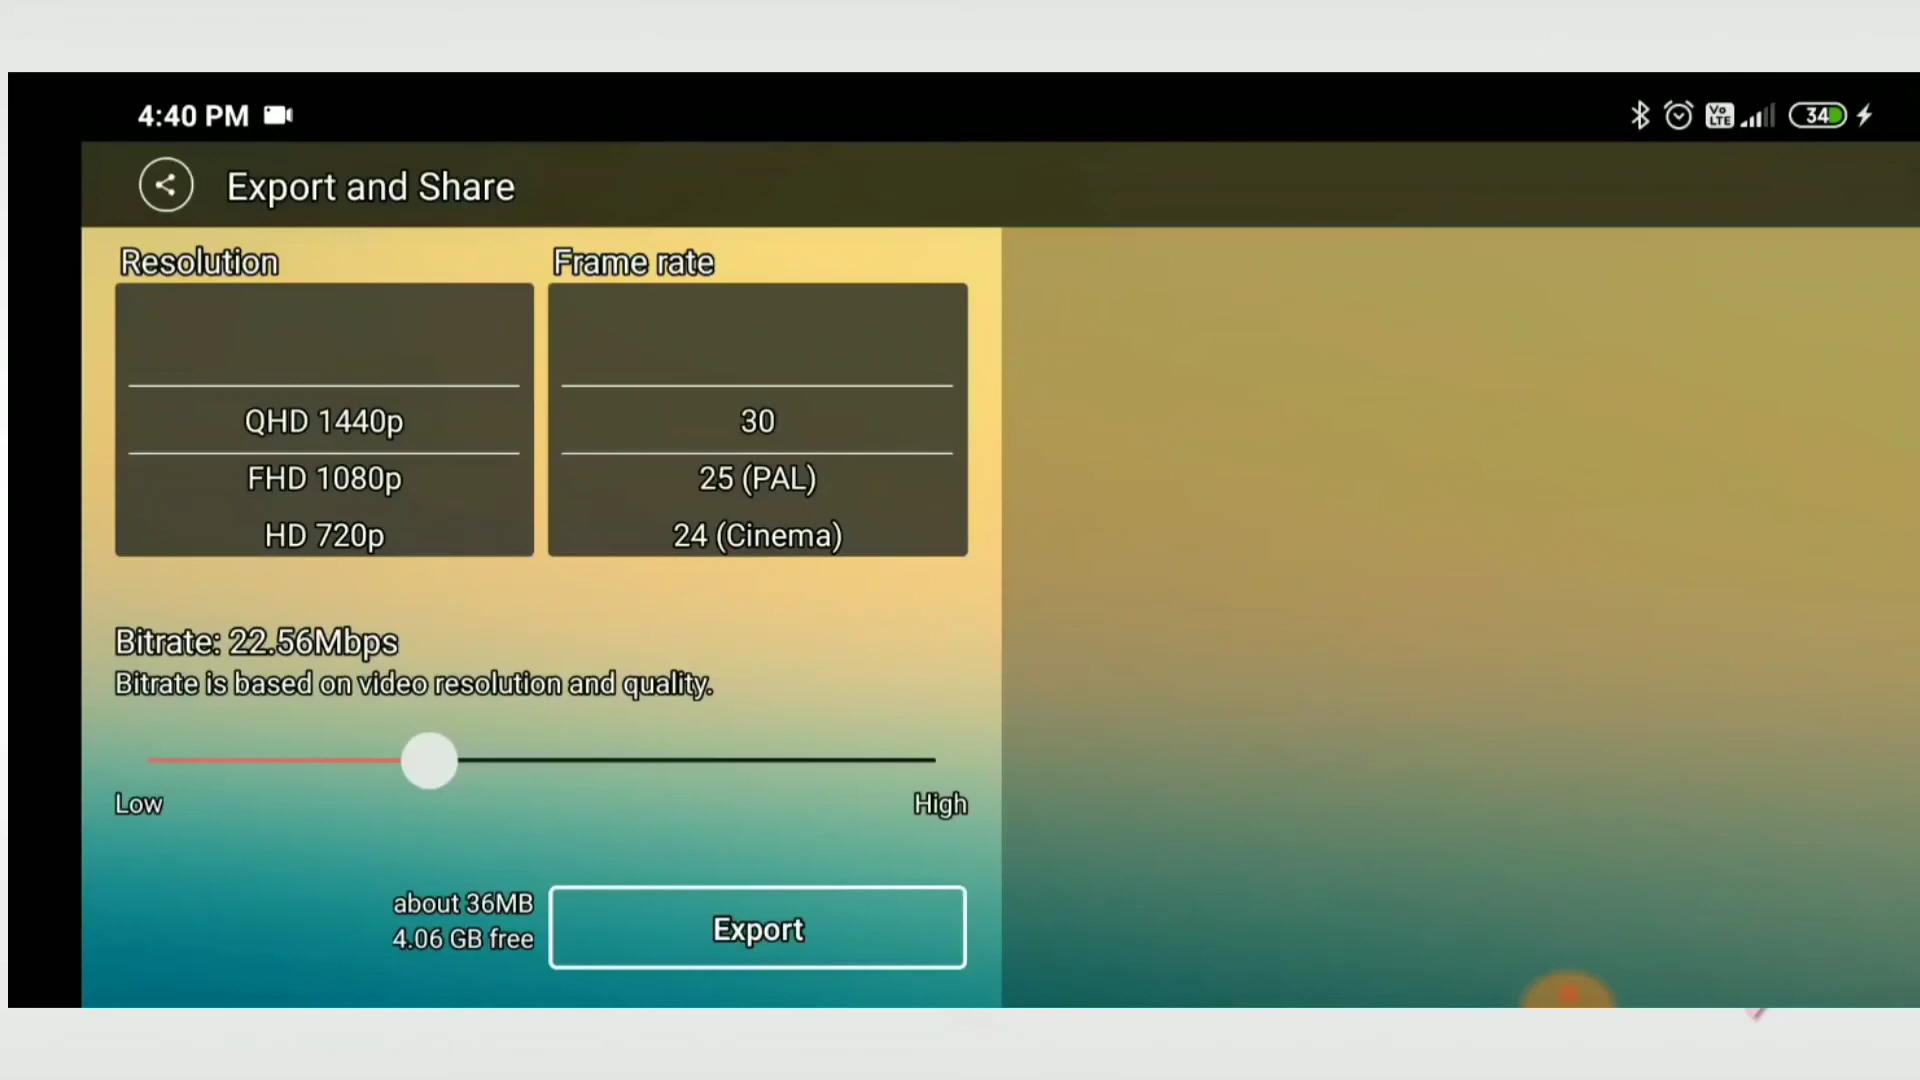 4:40 PM
Vo LTE
34
Export and Share
Resolution
Frame rate
QHD 1440p
30
FHD 1080p
25 (PAL)
HD 720p
24 (Cinema)
Bitrate: 22.56Mbps
Bitrate is based on video resolution and quality.
Low
High
about 36MB
4.06 GB free
Export